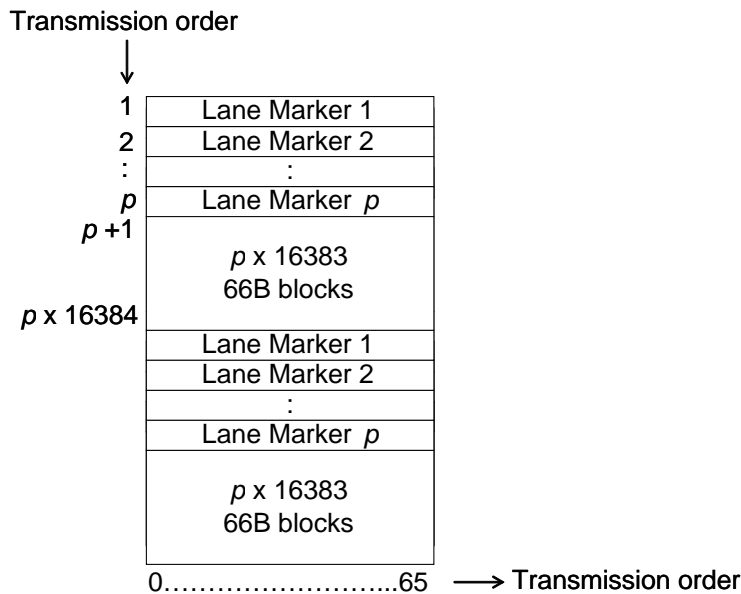 Transmission order
1 Lane Marker 1
2 Lane Marker 2
: :
p Lane Marker p
p +1
p x 16383
66B blocks
p x 16384
Lane Marker 1
Lane Marker 2
:
Lane Marker p
p x 16383
66B blocks
0……………………...65 Transmission order